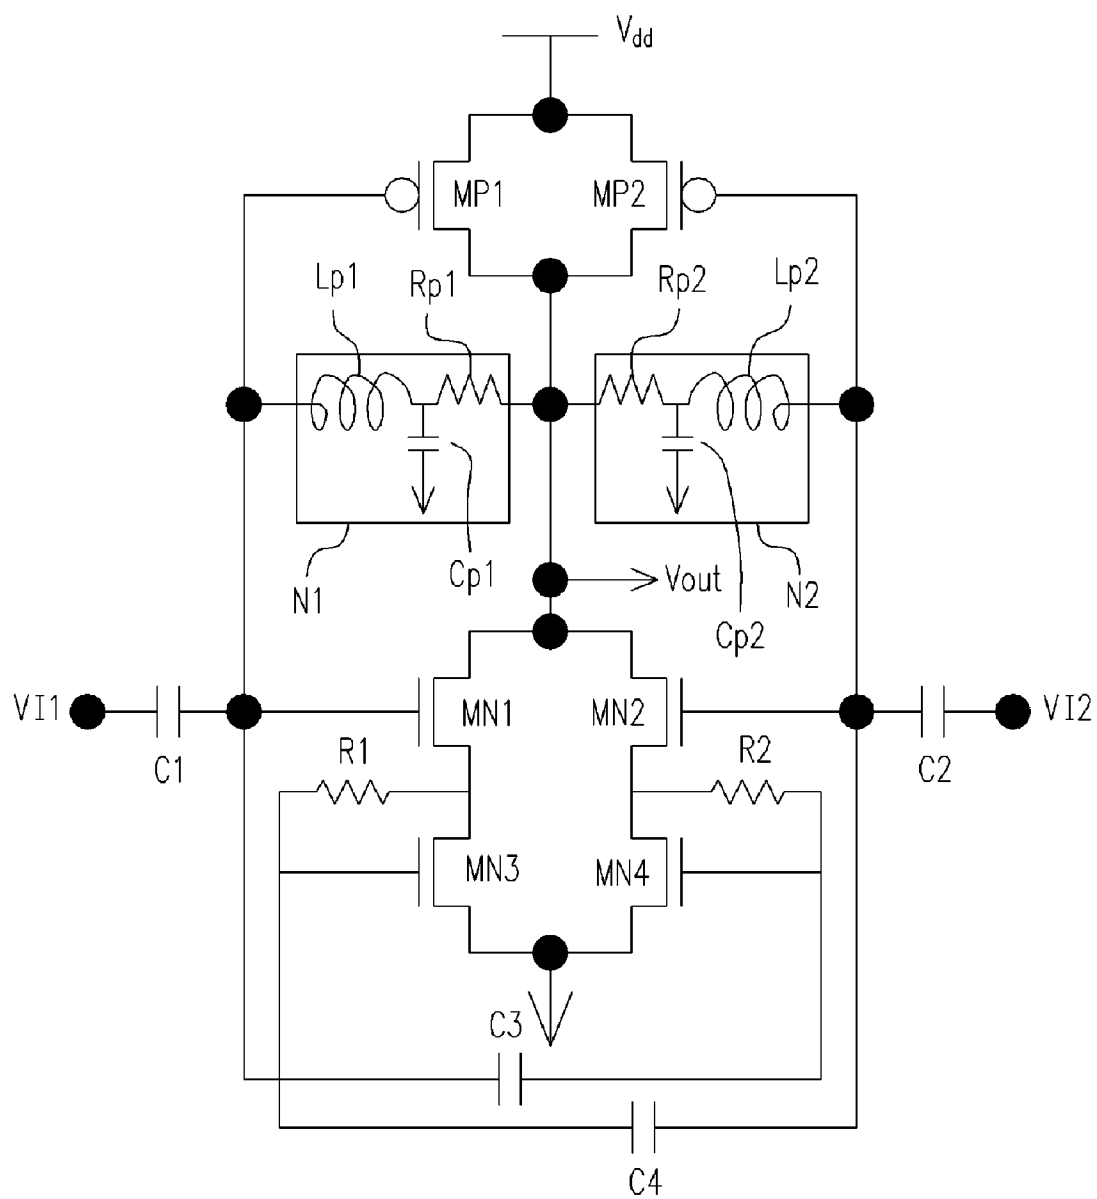 Vdd
MP1 MP2
Lp1 Rp1 Rp2 Lp2
N1 Cp1 Vout Cp2 N2
VI1 C1 MN1 MN2 C2 VI2
R1 R2
MN3 MN4
C3
C4